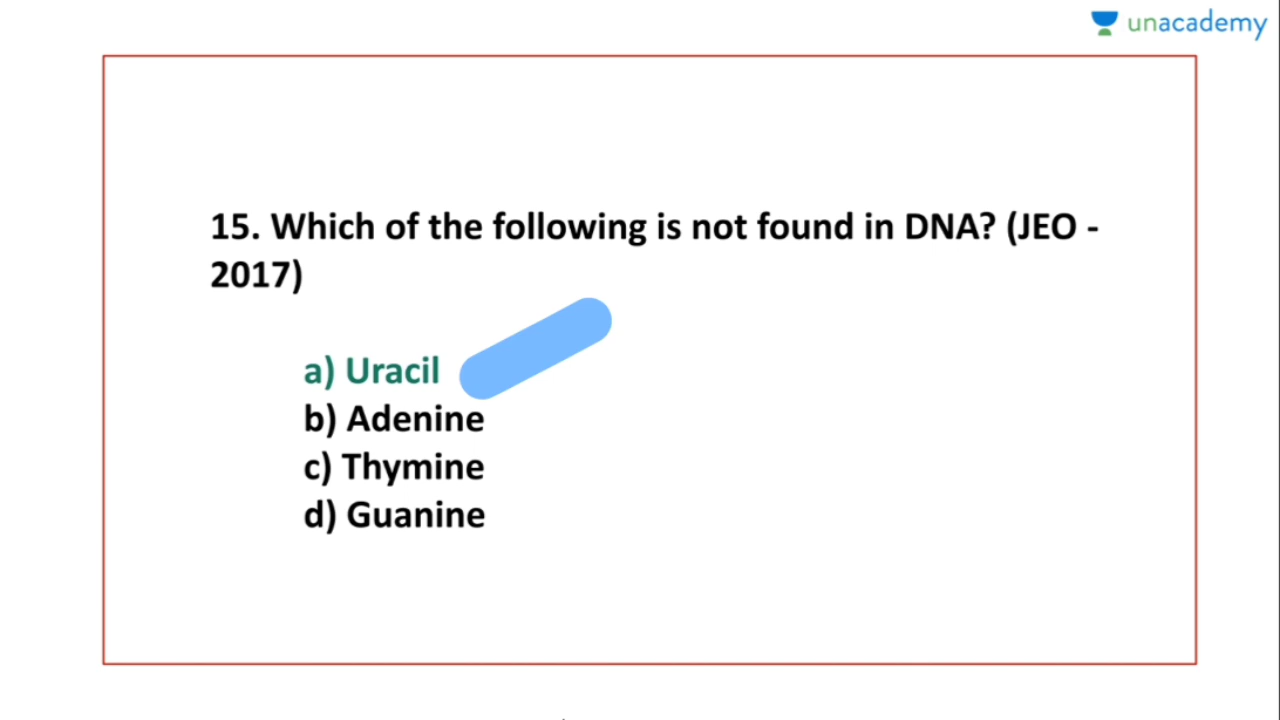 unacademy
15. Which of the following is not found in DNA? (JEO -
2017)
a) Uracil
b) Adenine
c) Thymine
d) Guanine